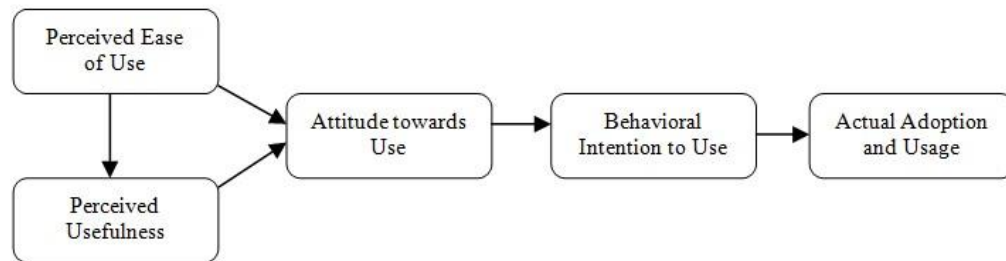 Perceived Ease
of Use
Perceived
Usefulness
Attitude towards
Use
Behavioral
Intention to Use
Actual Adoption
and Usage